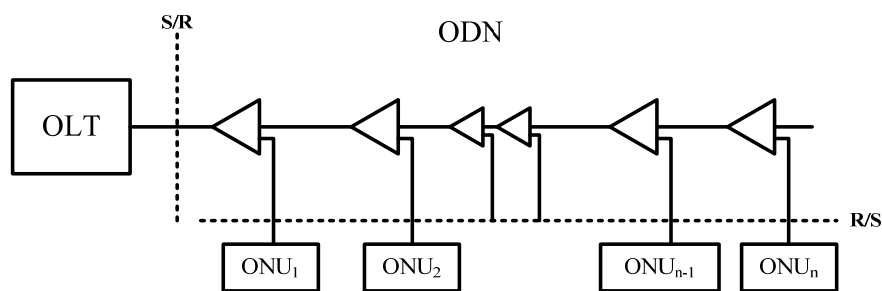 S/R
ODN
OLT
R/S
ONU₁
ONU₂
ONUₙ₋₁
ONUₙ